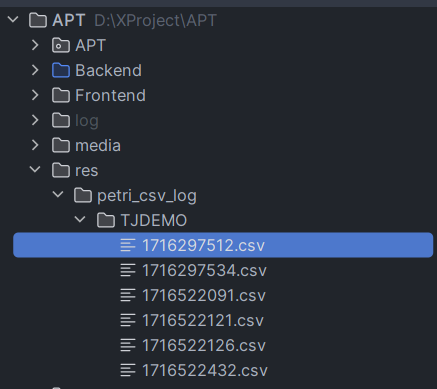 APT D:\XProject\APT
APT
Backend
Frontend
log
media
res
petri_csv_log
TJDEMO
1716297512.csv
1716297534.csv
1716522091.csv
1716522121.csv
1716522126.csv
1716522432.csv